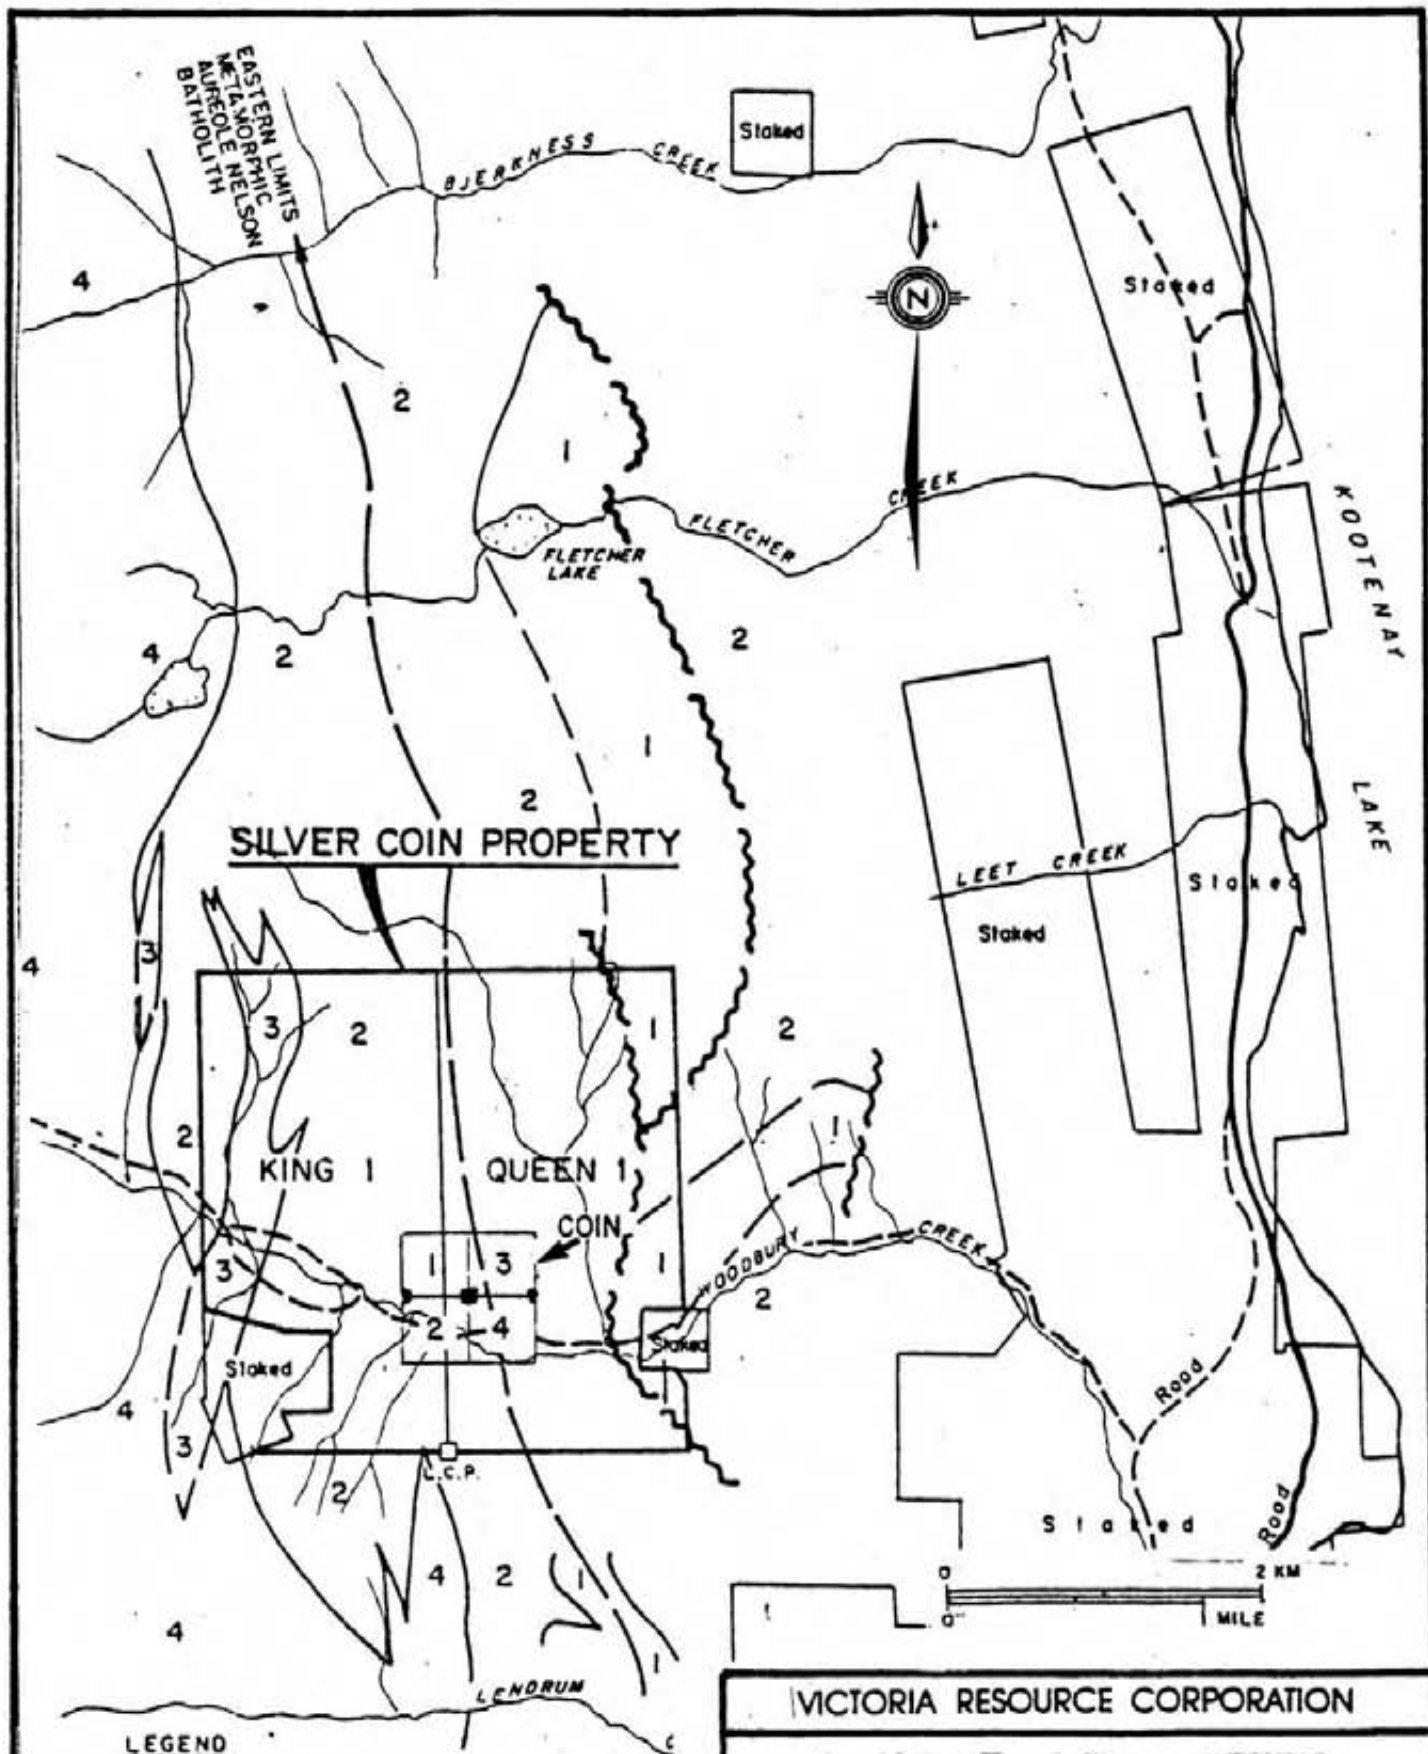 EASTERN LIMITS
METAMORPHIC
AUREOLE NELSON
BATHOLITH
BJERKNESS CREEK
Staked
4
N
Staked
2
1
FLETCHER CREEK
FLETCHER
LAKE
KOOTENAY LAKE
4
2
2
1
2
SILVER COIN PROPERTY
LEET CREEK
Staked
Staked
3
4
3
2
1
2
2
1
KING 1
QUEEN 1
COIN
WOODBURY CREEK
3
1
3
1
2
2
4
Staked
Staked
4
3
Road
L.C.P.
2
Road
Staked
4
2
1
0
2 KM
0
MILE
1
4
1
LENDRUM
VICTORIA RESOURCE CORPORATION
LEGEND